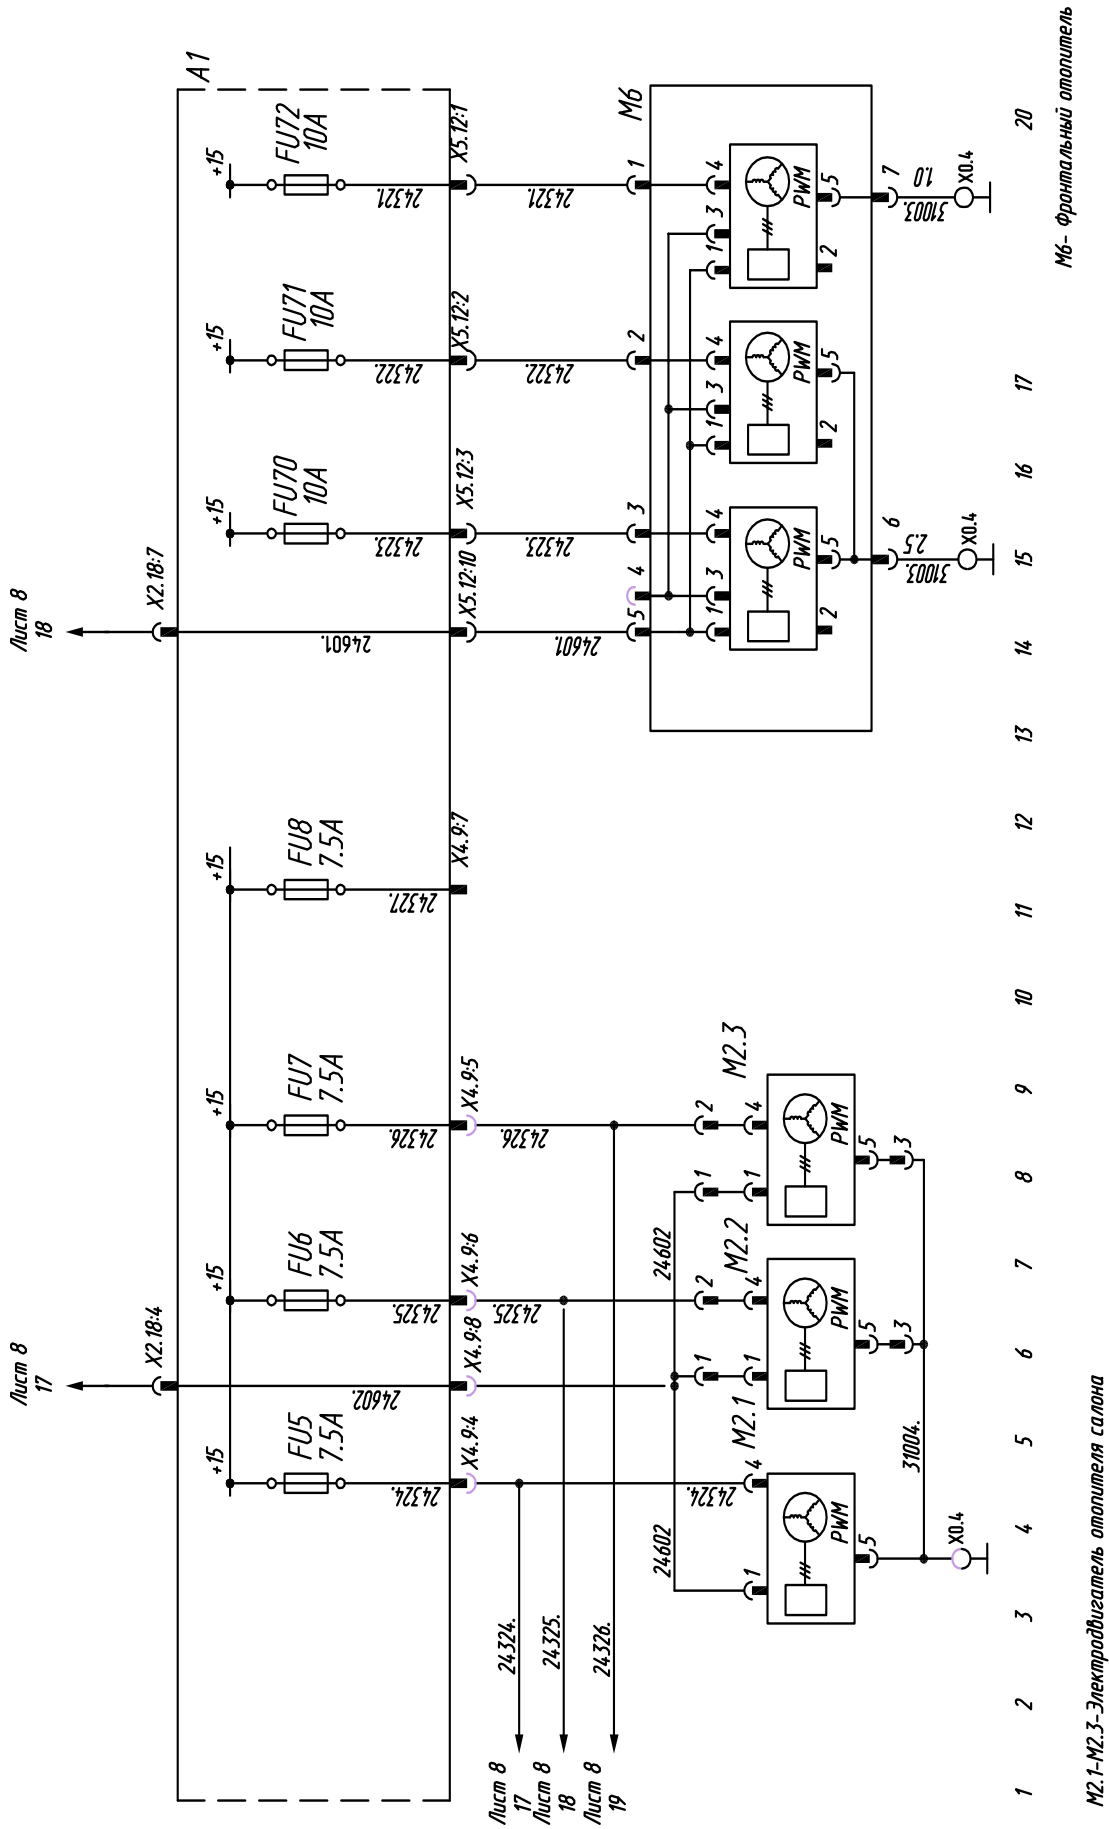 Лист 8
17
Лист 8
18
X2.18:4
X2.18:7
A1
+15
+15
+15
+15
+15
+15
+15
FU5
7.5A
FU6
7.5A
FU7
7.5A
FU8
7.5A
FU70
10A
FU71
10A
FU72
10A
24324.
24602.
24325.
24326.
24327.
24601.
24323.
24322.
24321.
X4.9:4
X4.9:8
X4.9:6
X4.9:5
X4.9:7
X5.12:10
X5.12:3
X5.12:2
X5.12:1
24325.
24326.
24601.
24323.
24322.
24321.
24324.
24325.
24326.
Лист 8
17
Лист 8
18
Лист 8
19
24602
24324.
24602
M2.1
M2.2
M2.3
M6
5
4
3
2
1
1
2
1
2
1
4
1
4
1
4
1
3
4
1
3
4
1
3
4
PWM
PWM
PWM
PWM
PWM
PWM
5
5
5
2
5
2
5
2
5
3
3
6
7
31004.
31003.
2.5
31003.
1.0
X0.4
X0.4
X0.4
1
2
3
4
5
6
7
8
9
10
11
12
13
14
15
16
17
20
M6- Фронтальный отопитель
M2.1-M2.3-Электродвигатель отопителя салона